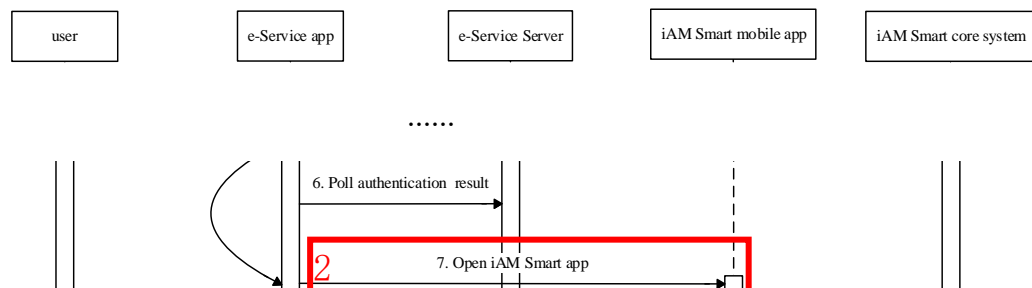 user
e-Service app
e-Service Server
iAM Smart mobile app
iAM Smart core system
......
6. Poll authentication result
2
7. Open iAM Smart app